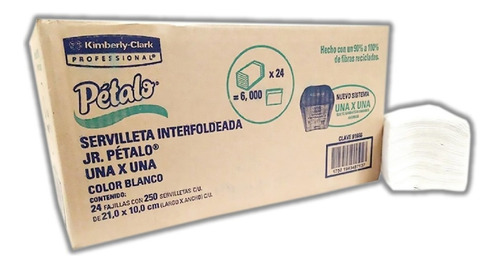 Kimberly-Clark
PROFESSIONAL*
Pétalo®
x 24
= 6,000
Hecho con en 90% a 100%
de fibras recicladas.
NUEVO SISTEMA
UNA X UNA
SERVILLETA INTERFOLDEADA
JR. PÉTALO®
UNA X UNA
COLOR BLANCO
CONTENIDO:
24 FAJILLAS CON 250 SERVILLETAS C/U.
DE 21,0 x 10,0 cm (LARGO X ANCHO) C/U.
CLAVE